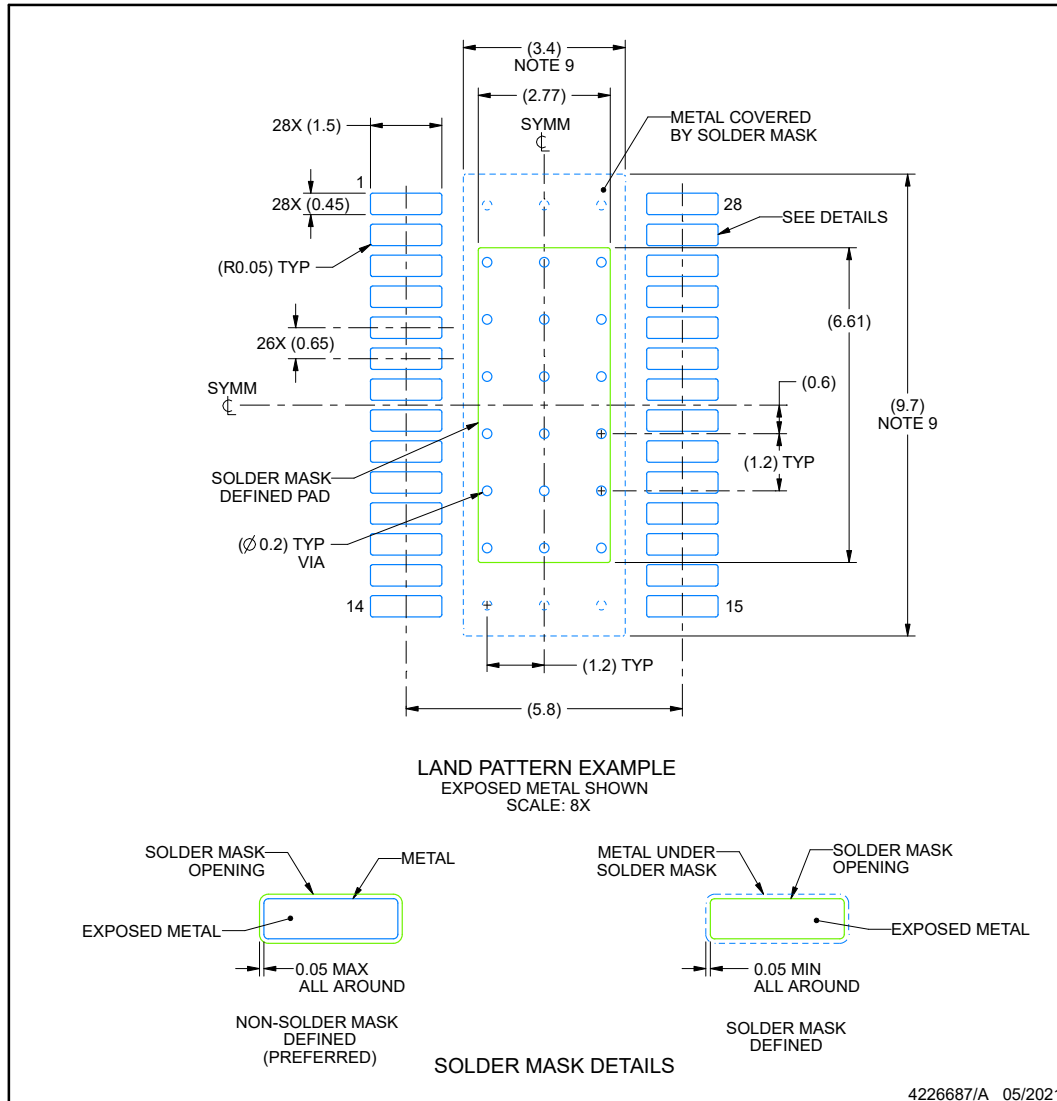 (3.4)
NOTE 9
(2.77)
SYMM
℄
METAL COVERED
BY SOLDER MASK
28X (1.5)
1
28X (0.45)
28
SEE DETAILS
(R0.05) TYP
(6.61)
26X (0.65)
(0.6)
SYMM
℄
(9.7)
NOTE 9
(1.2) TYP
SOLDER MASK
DEFINED PAD
(Ø0.2) TYP
VIA
14
15
(1.2) TYP
(5.8)
LAND PATTERN EXAMPLE
EXPOSED METAL SHOWN
SCALE: 8X
SOLDER MASK
OPENING
METAL
EXPOSED METAL
0.05 MAX
ALL AROUND
NON-SOLDER MASK
DEFINED
(PREFERRED)
METAL UNDER
SOLDER MASK
SOLDER MASK
OPENING
EXPOSED METAL
0.05 MIN
ALL AROUND
SOLDER MASK
DEFINED
SOLDER MASK DETAILS
4226687/A 05/2021